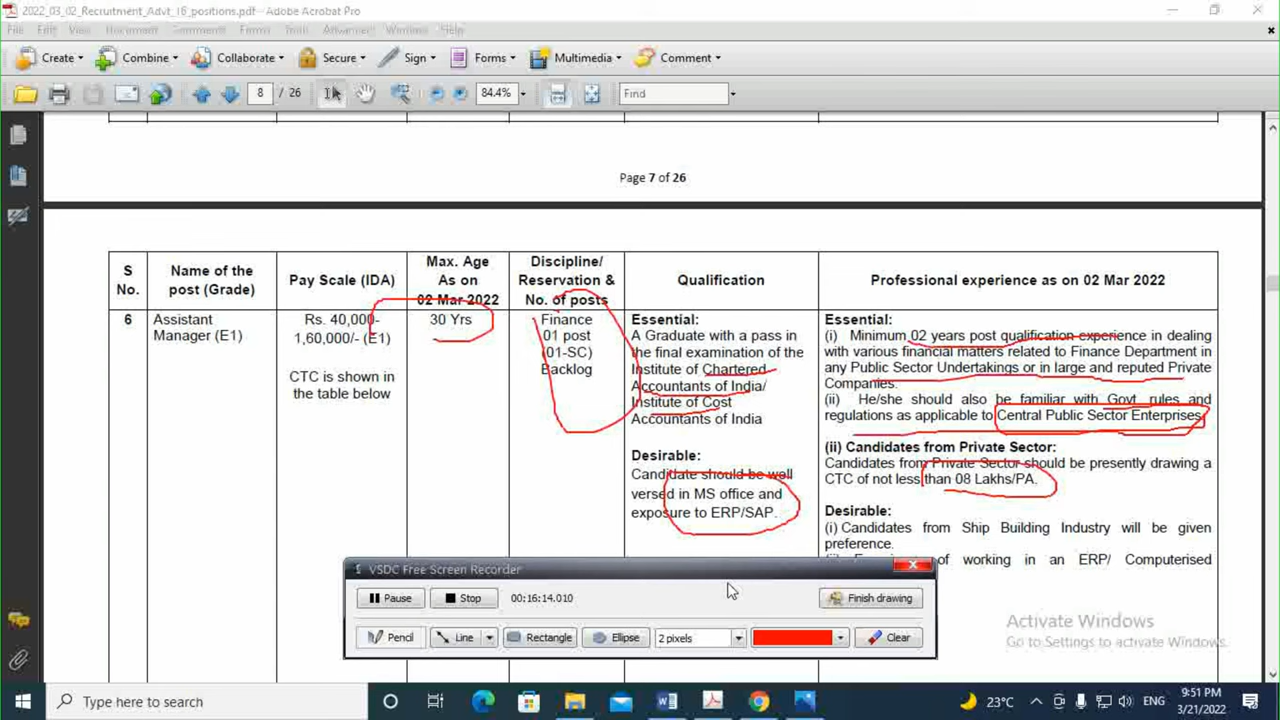 2022_03_02_Recruitment_Advt_16_positions.pdf - Adobe Acrobat Pro
File Edit View Document Comments Forms Tools Advanced Windows Help
Create Combine Collaborate Secure Sign Forms Multimedia Comment
8 / 26 84.4% Find
Page 7 of 26
S No.
Name of the post (Grade)
Pay Scale (IDA)
Max. Age As on 02 Mar 2022
Discipline/ Reservation & No. of posts
Qualification
Professional experience as on 02 Mar 2022
6
Assistant
Manager (E1)
Rs. 40,000-
1,60,000/- (E1)
CTC is shown in
the table below
30 Yrs
Finance
01 post
(01-SC)
Backlog
Essential:
A Graduate with a pass in
the final examination of the
Institute of Chartered
Accountants of India/
Institute of Cost
Accountants of India
Desirable:
Candidate should be well
versed in MS office and
exposure to ERP/SAP.
Essential:
(i) Minimum 02 years post qualification experience in dealing
with various financial matters related to Finance Department in
any Public Sector Undertakings or in large and reputed Private
Companies.
(ii) He/she should also be familiar with Govt rules and
regulations as applicable to Central Public Sector Enterprises.
(ii) Candidates from Private Sector:
Candidates from Private Sector should be presently drawing a
CTC of not less than 08 Lakhs/PA.
Desirable:
(i) Candidates from Ship Building Industry will be given
preference.
of working in an ERP/ Computerised
VSDC Free Screen Recorder
Pause Stop 00:16:14.010 Finish drawing
Pencil Line Rectangle Ellipse 2 pixels Clear
Activate Windows
Go to Settings to activate Windows.
Type here to search
23°C ENG
9:51 PM
3/21/2022